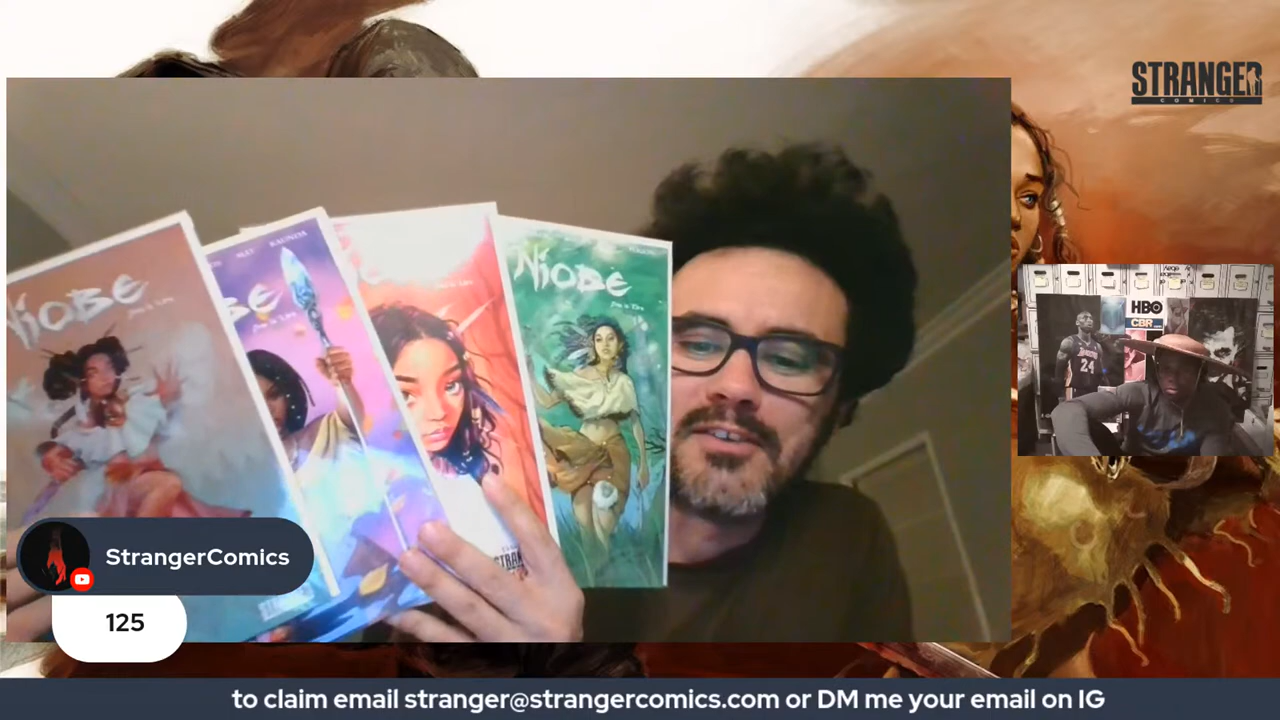 STRANGER
COMICS
NIOBE
NIOBE
HBO
CBR
24
STRAN
StrangerComics
125
to claim email stranger@strangercomics.com or DM me your email on IG